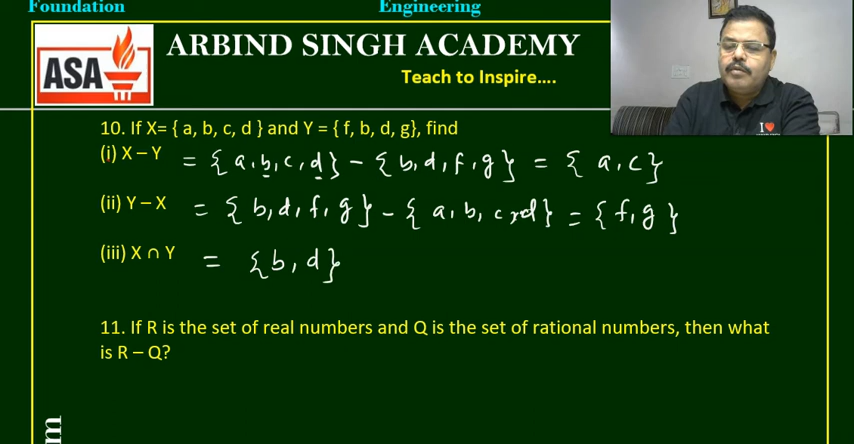 Foundation Engineering
ASA
ARBIND SINGH ACADEMY
Teach to Inspire....
I ❤
10. If X= { a, b, c, d } and Y = { f, b, d, g}, find
(i) X – Y = {a, b, c, d} – {b, d, f, g} = {a, c}
(ii) Y – X = {b, d, f, g} – {a, b, c, d} = {f, g}
(iii) X ∩ Y = {b, d}
11. If R is the set of real numbers and Q is the set of rational numbers, then what
is R – Q?
m